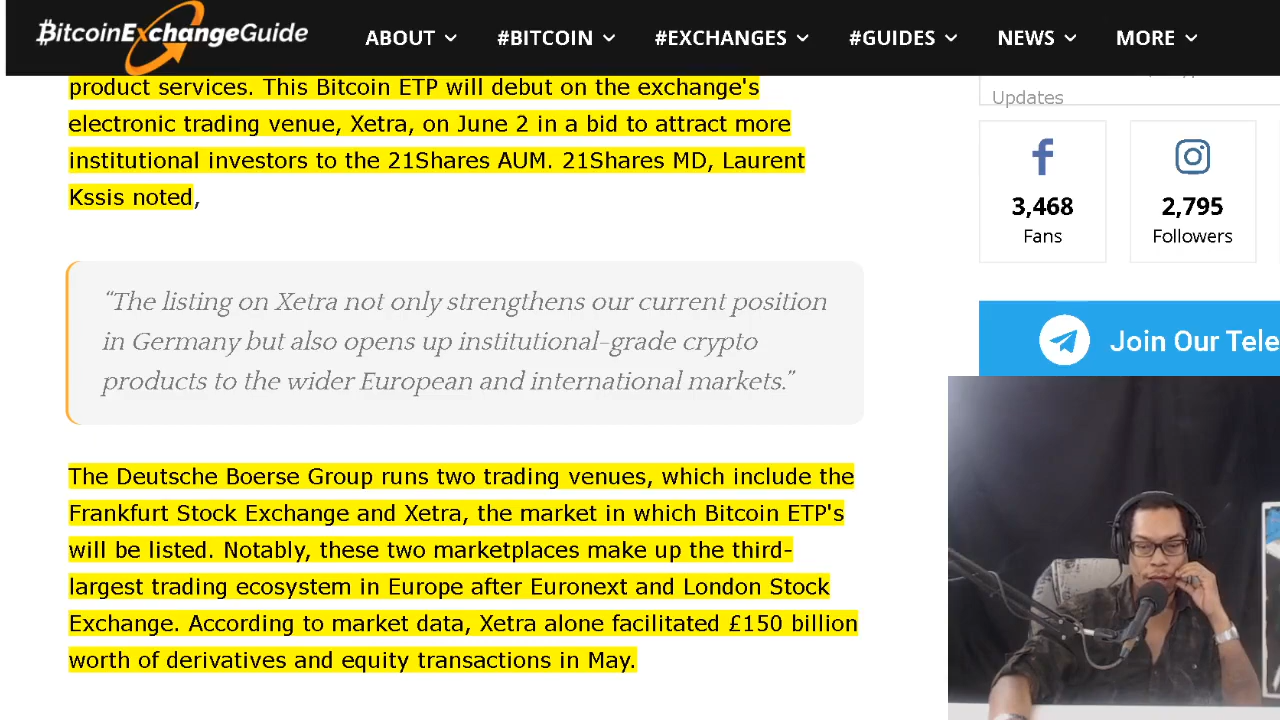 BitcoinExchangeGuide
ABOUT #BITCOIN #EXCHANGES #GUIDES NEWS MORE
product services. This Bitcoin ETP will debut on the exchange's
electronic trading venue, Xetra, on June 2 in a bid to attract more
institutional investors to the 21Shares AUM. 21Shares MD, Laurent
Kssis noted,
“The listing on Xetra not only strengthens our current position
in Germany but also opens up institutional-grade crypto
products to the wider European and international markets.”
The Deutsche Boerse Group runs two trading venues, which include the
Frankfurt Stock Exchange and Xetra, the market in which Bitcoin ETP's
will be listed. Notably, these two marketplaces make up the third-
largest trading ecosystem in Europe after Euronext and London Stock
Exchange. According to market data, Xetra alone facilitated £150 billion
worth of derivatives and equity transactions in May.
Updates
3,468
Fans
2,795
Followers
Join Our Tele